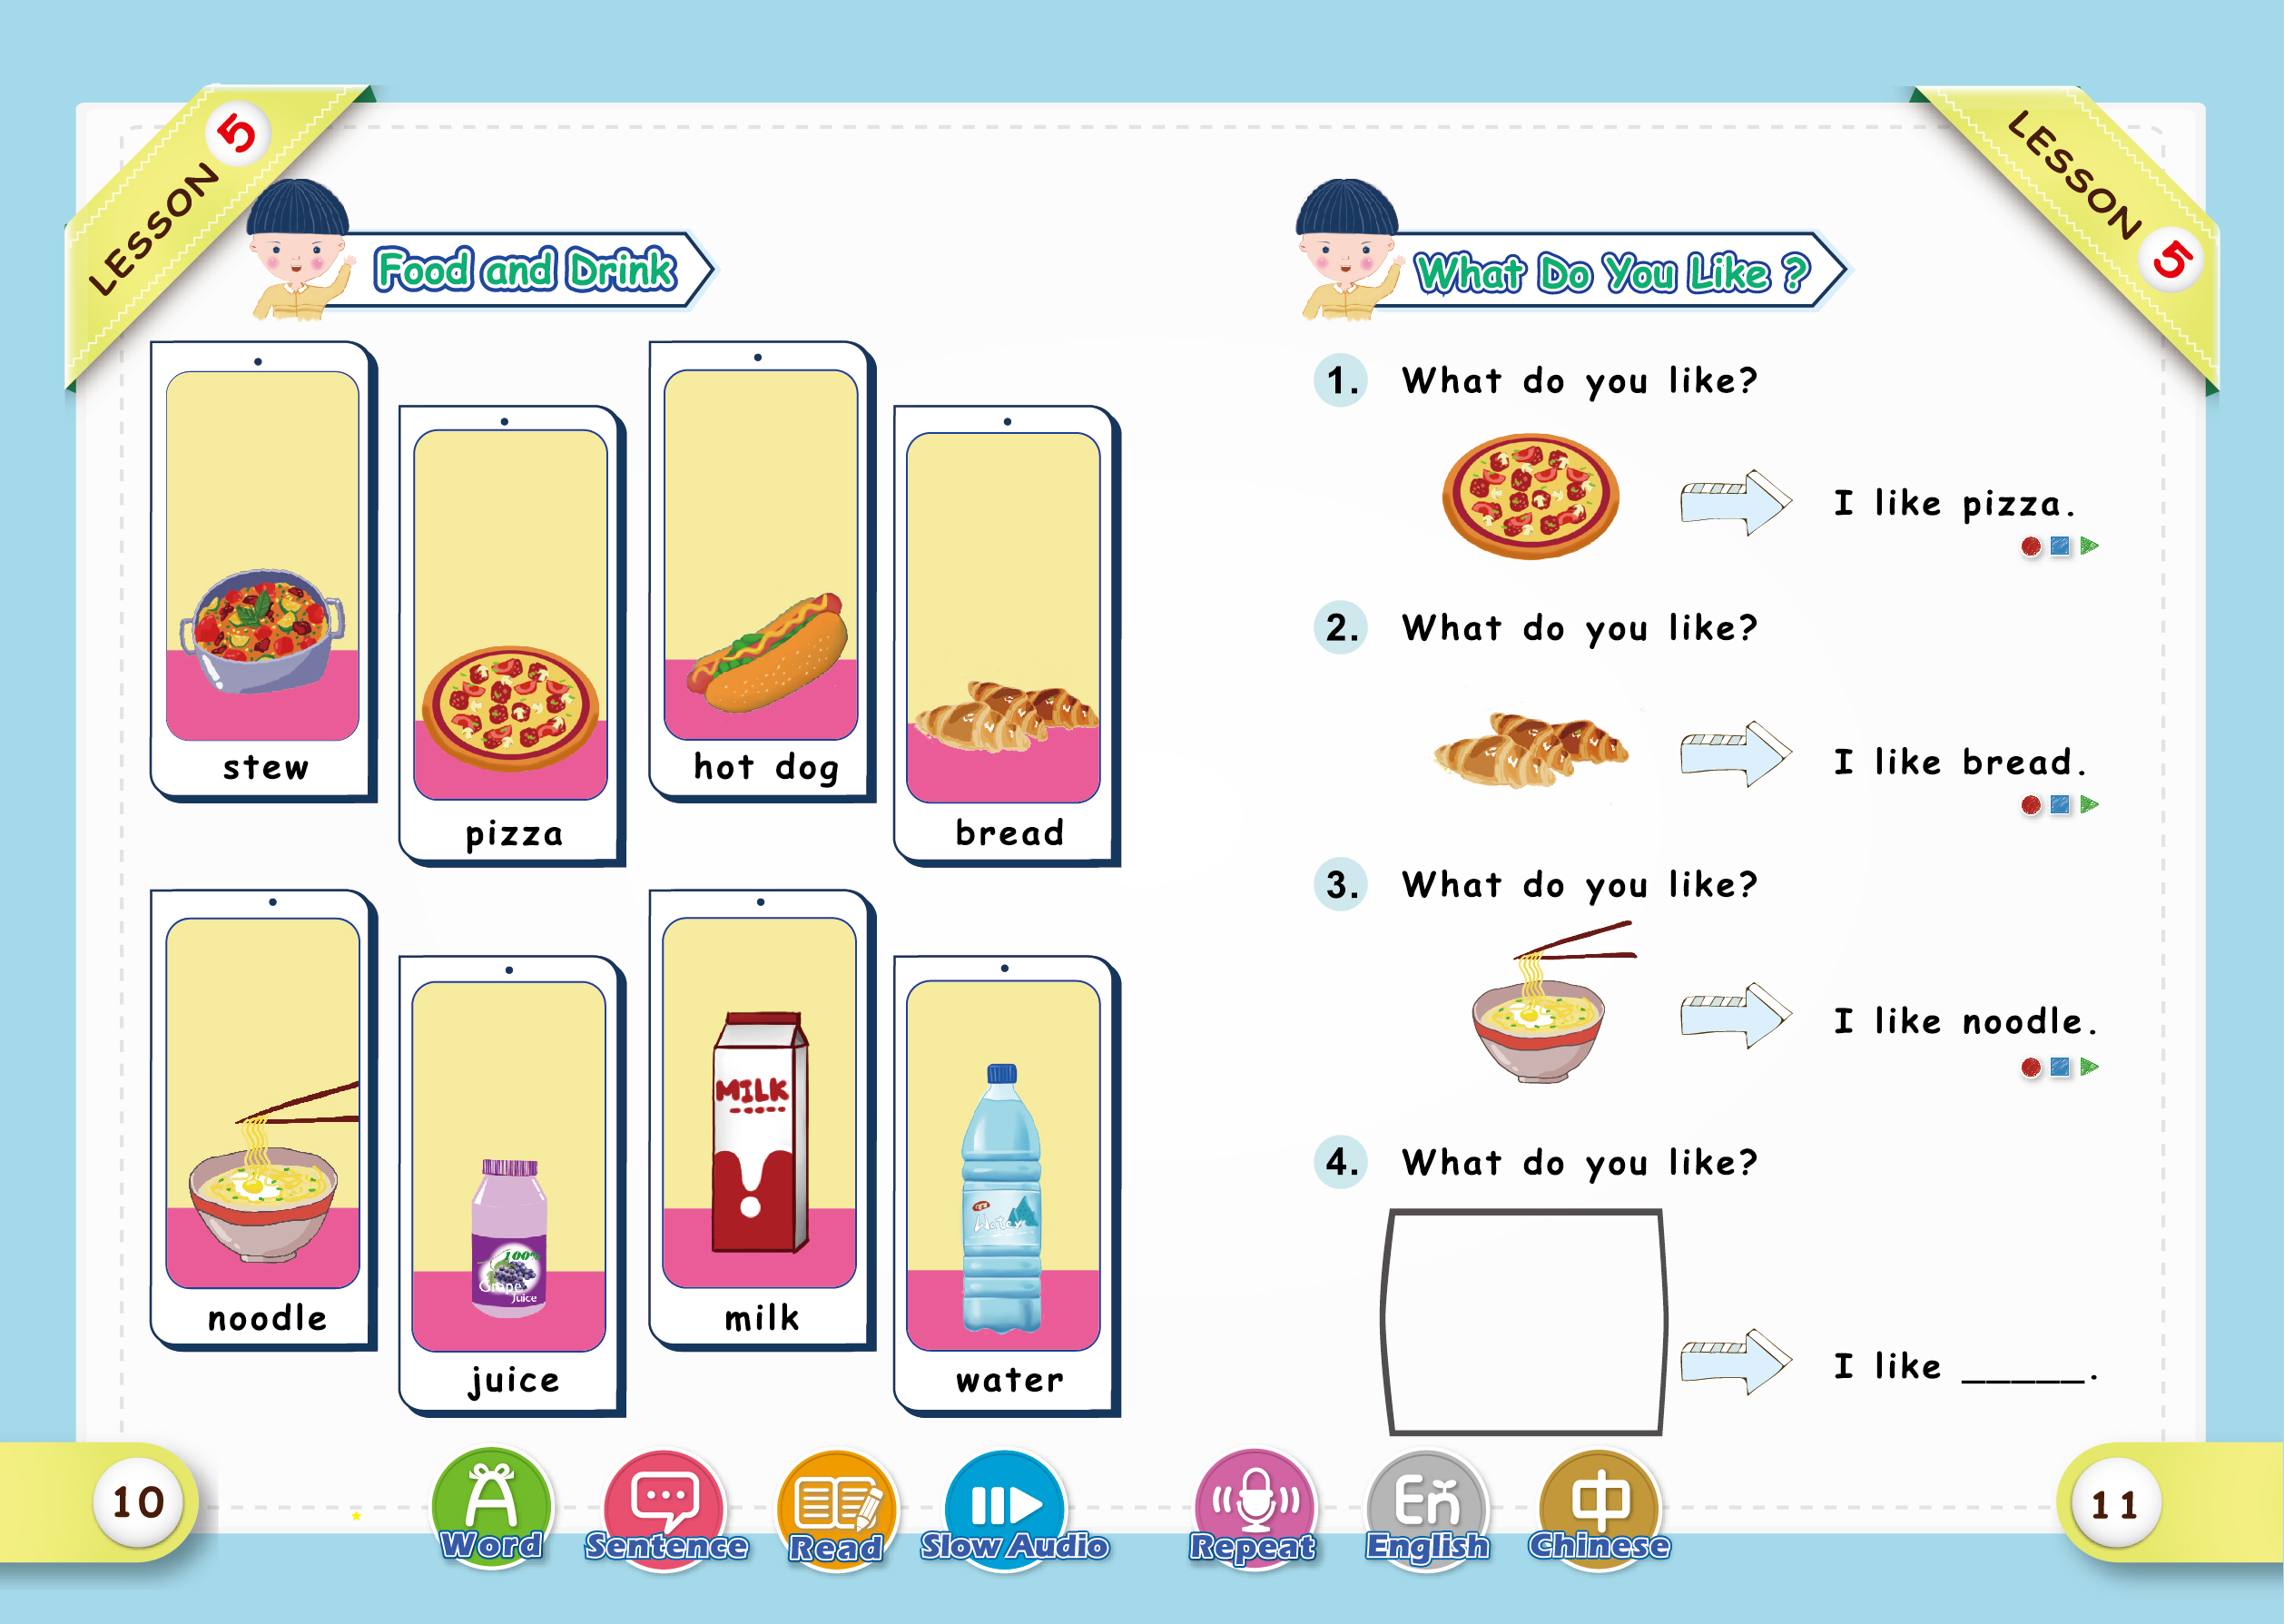 LESSON 5
Food and Drink
stew
pizza
hot dog
bread
noodle
100%
Grape
Juice
juice
MILK
milk
Water
water
10
LESSON 5
What Do You Like ?
1. What do you like?
I like pizza.
2. What do you like?
I like bread.
3. What do you like?
I like noodle.
4. What do you like?
I like _____.
11
A
Word
Sentence
Read
Slow Audio
Repeat
En
English
中
Chinese